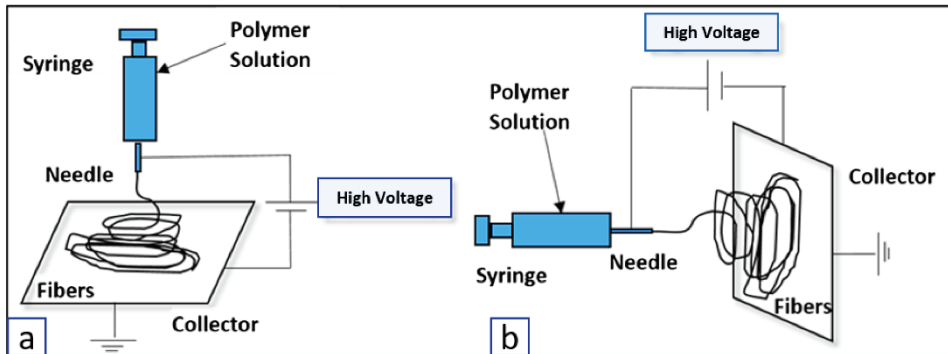 Syringe
Polymer
Solution
Needle
High Voltage
Fibers
Collector
a
High Voltage
Polymer
Solution
Collector
Syringe
Needle
Fibers
b